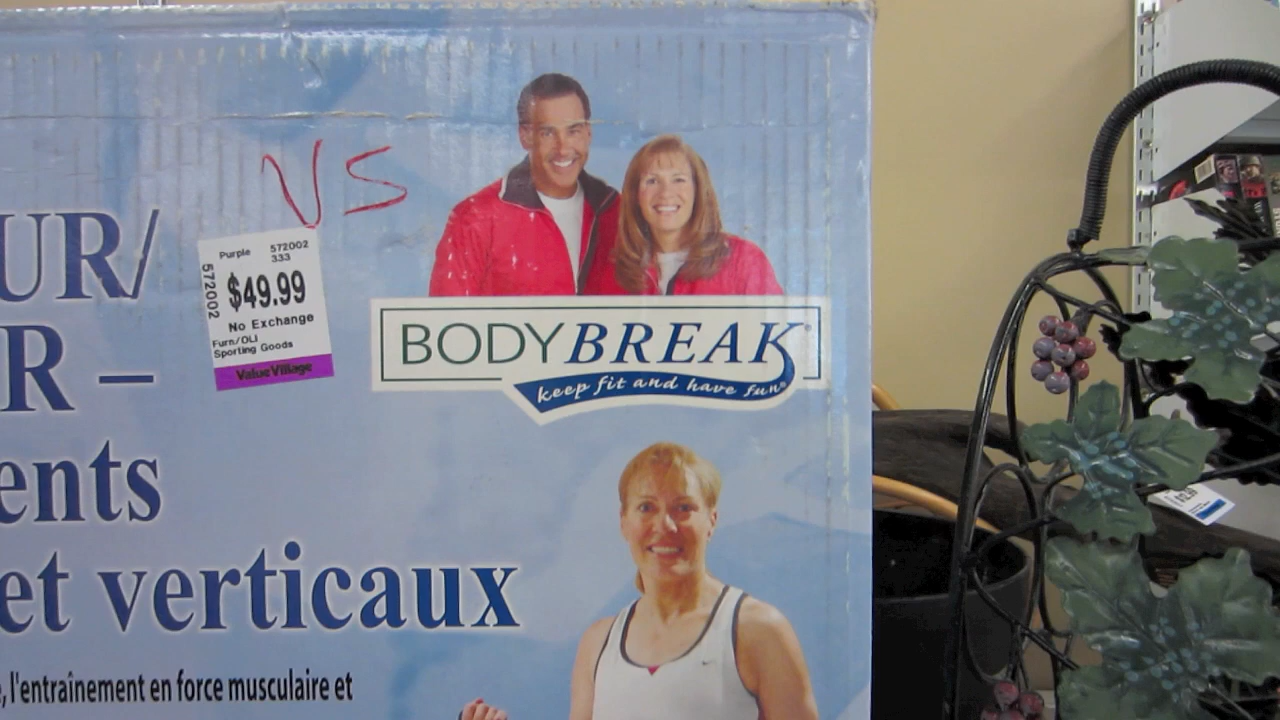 VS
Purple 572002
333
572002
$49.99
No Exchange
Furn/OLI
Sporting Goods
Value Village
BODYBREAK
keep fit and have fun
UR/
R –
ents
et verticaux
, l'entraînement en force musculaire et